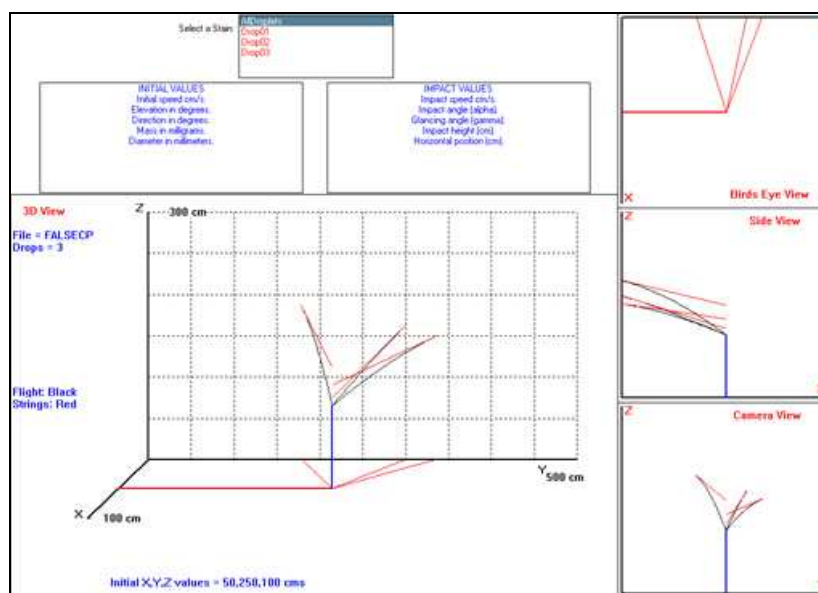 Select a Stain:
AllDroplets
Drop01
Drop02
Drop03
INITIAL VALUES
Initial speed cm/s.
Elevation in degrees.
Direction in degrees.
Mass in milligrams.
Diameter in millimeters.
IMPACT VALUES
Impact speed cm/s.
Impact angle (alpha).
Glancing angle (gamma).
Impact height (cm).
Horizontal position (cm).
X
Birds Eye View
3D View
File = FALSECP
Drops = 3
Z
300 cm
Flight: Black
Strings: Red
Y
500 cm
X
100 cm
Initial X,Y,Z values = 50,250,100 cms
Z
Side View
Z
Camera View